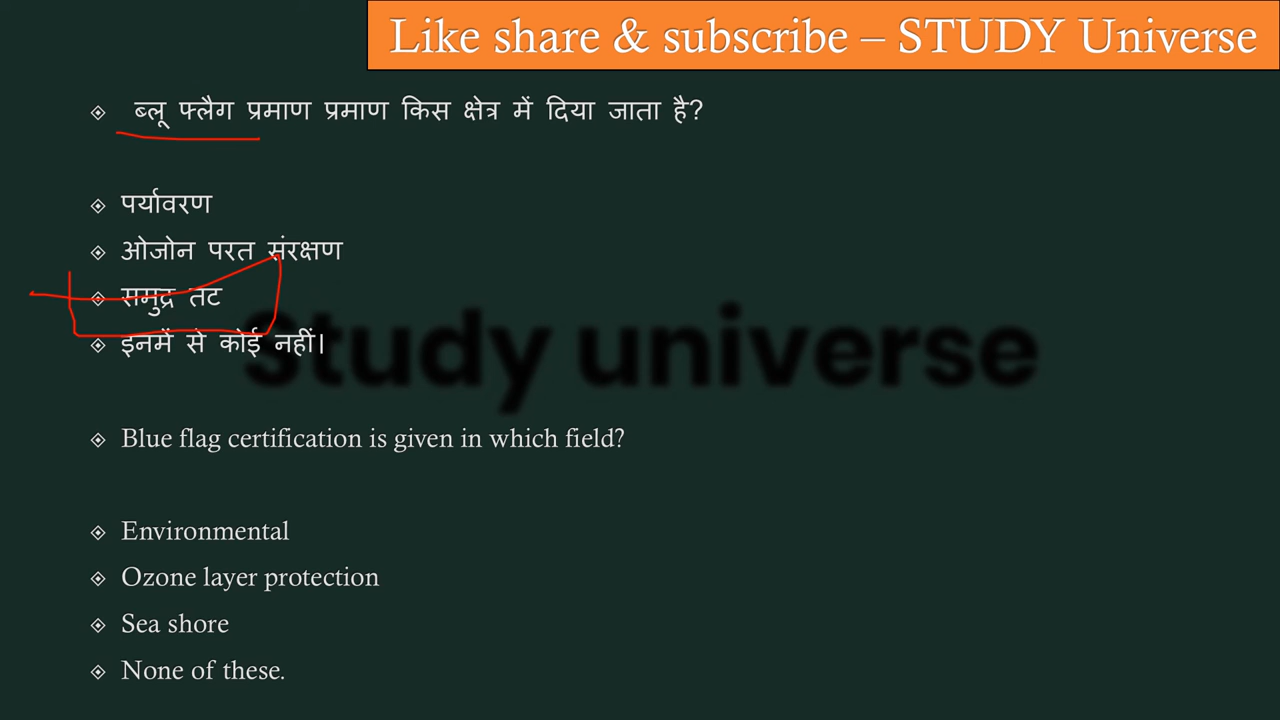 Like share & subscribe – STUDY Universe
ब्लू फ्लैग प्रमाण प्रमाण किस क्षेत्र में दिया जाता है?
पर्यावरण
ओजोन परत संरक्षण
समुद्र तट
इनमें से कोई नहीं।
Study universe
Blue flag certification is given in which field?
Environmental
Ozone layer protection
Sea shore
None of these.